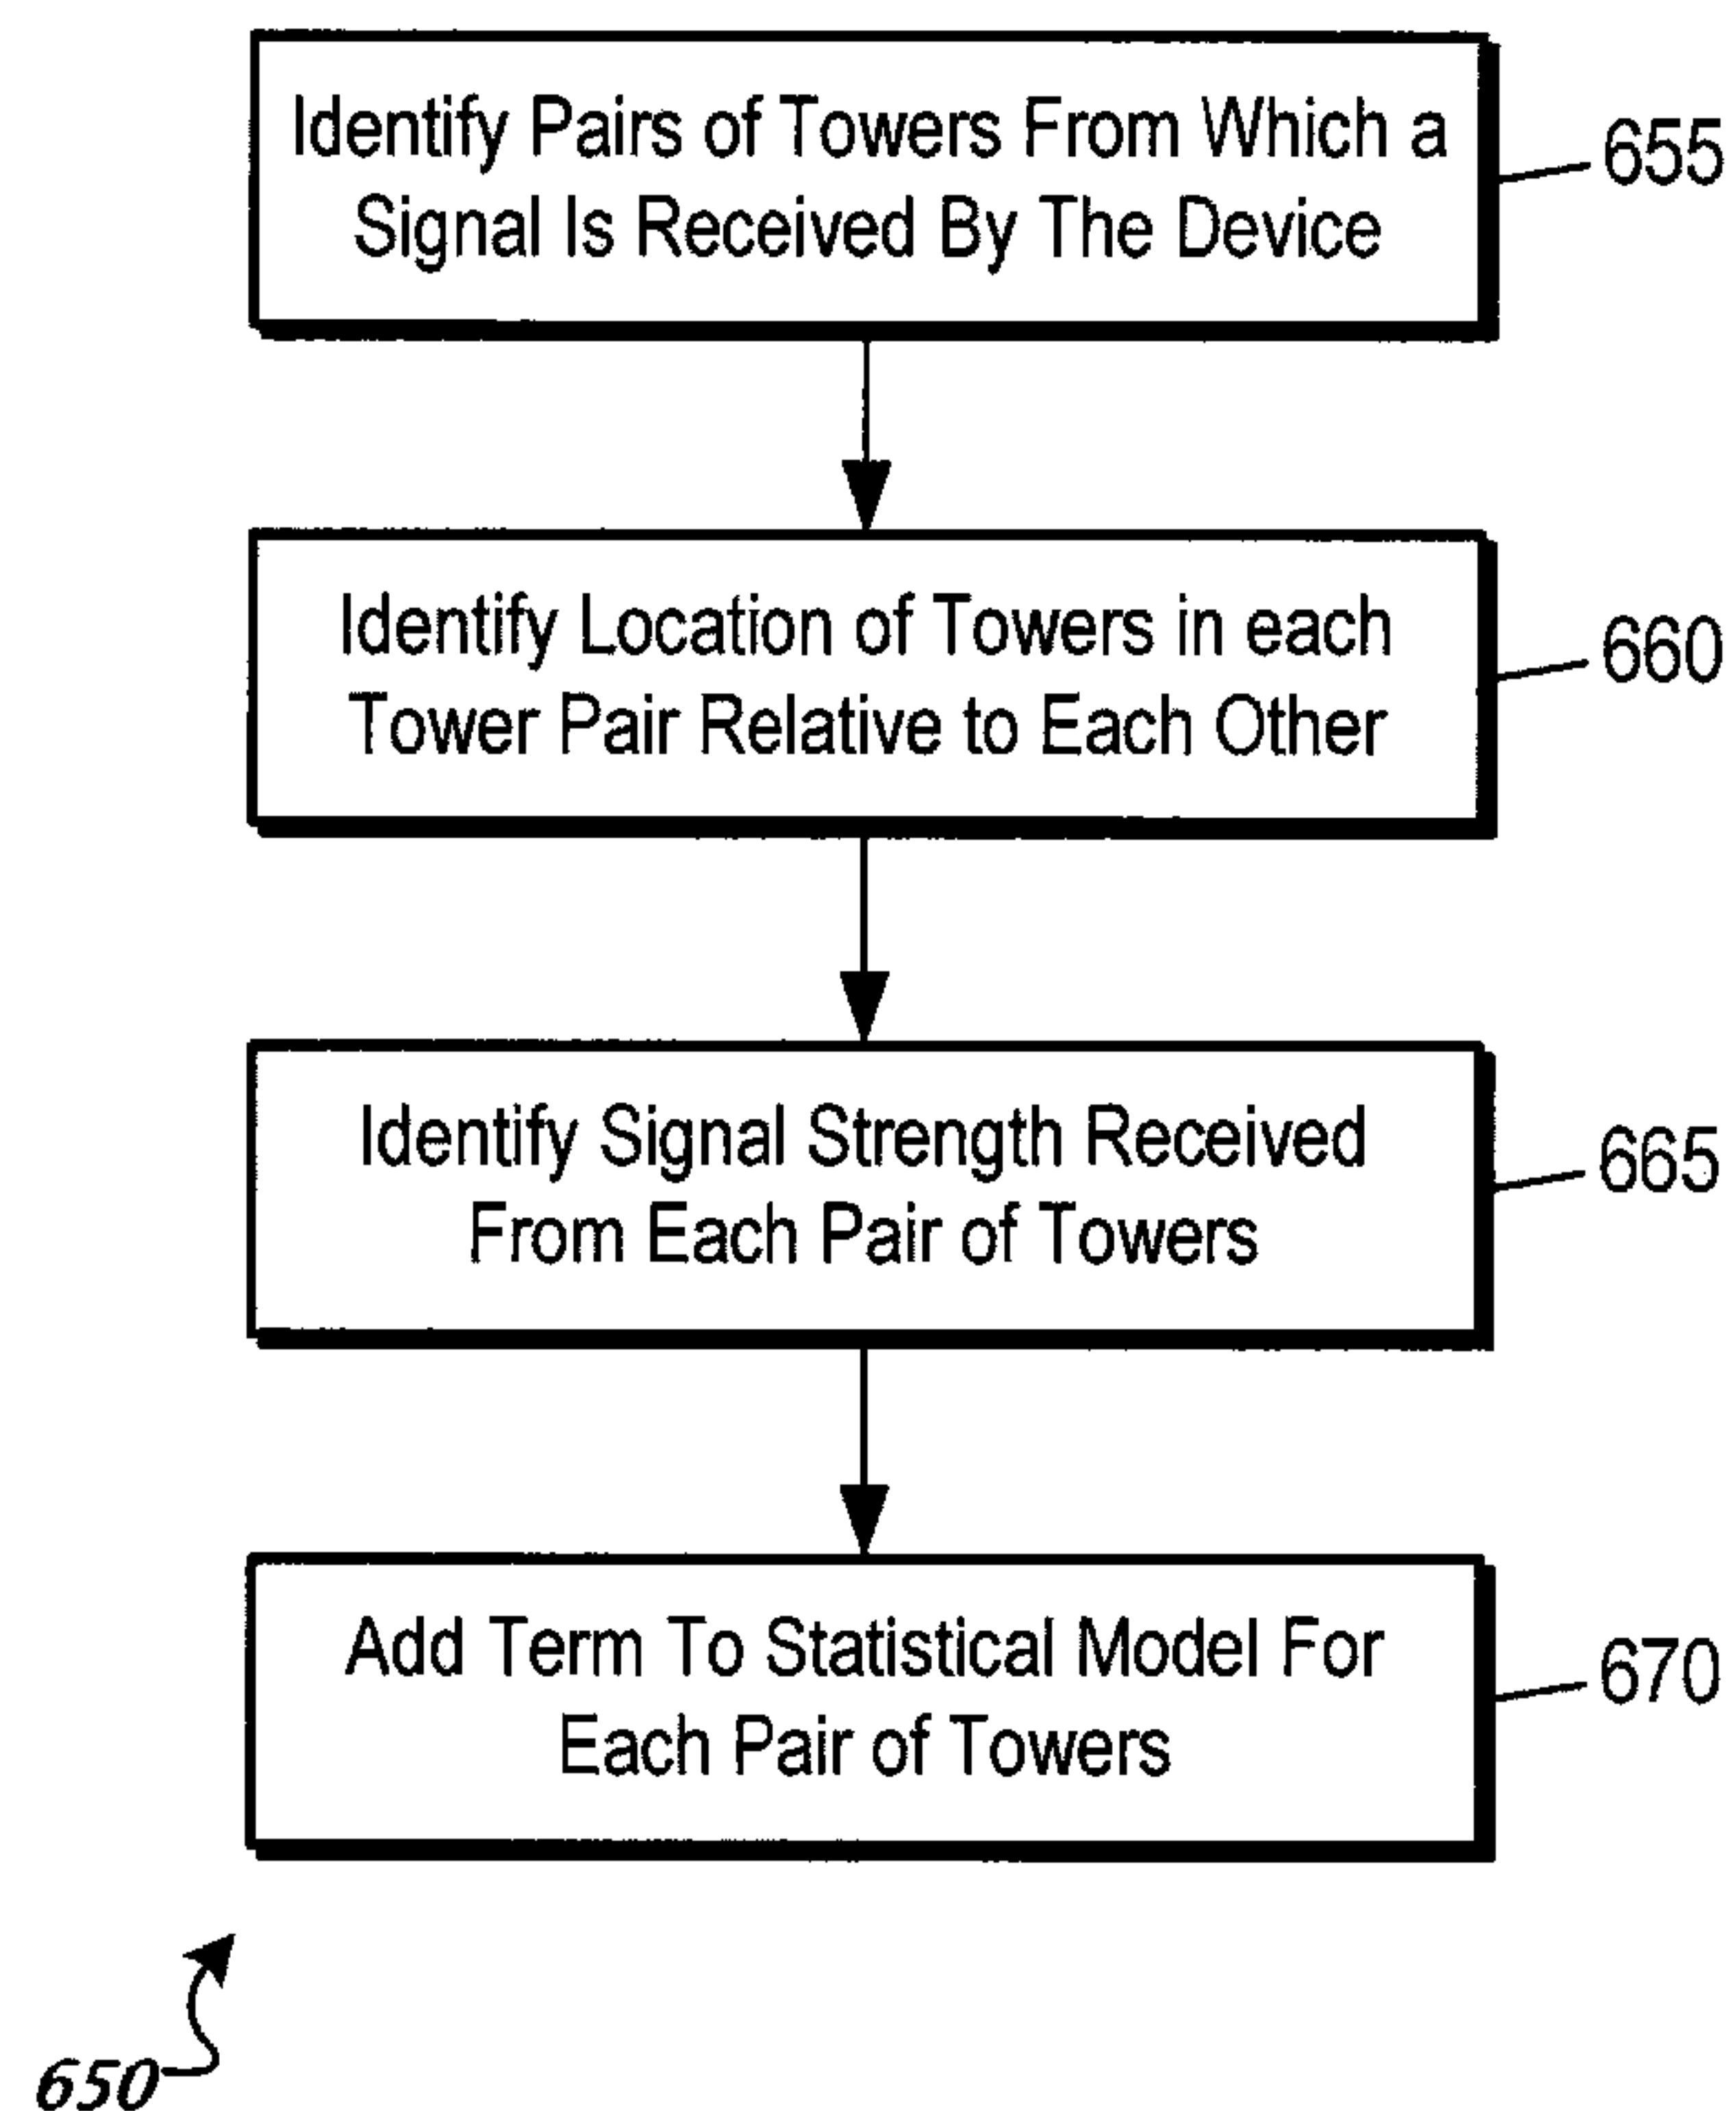 Identify Pairs of Towers From Which a
Signal Is Received By The Device
655
Identify Location of Towers in each
Tower Pair Relative to Each Other
660
Identify Signal Strength Received
From Each Pair of Towers
665
Add Term To Statistical Model For
Each Pair of Towers
670
650